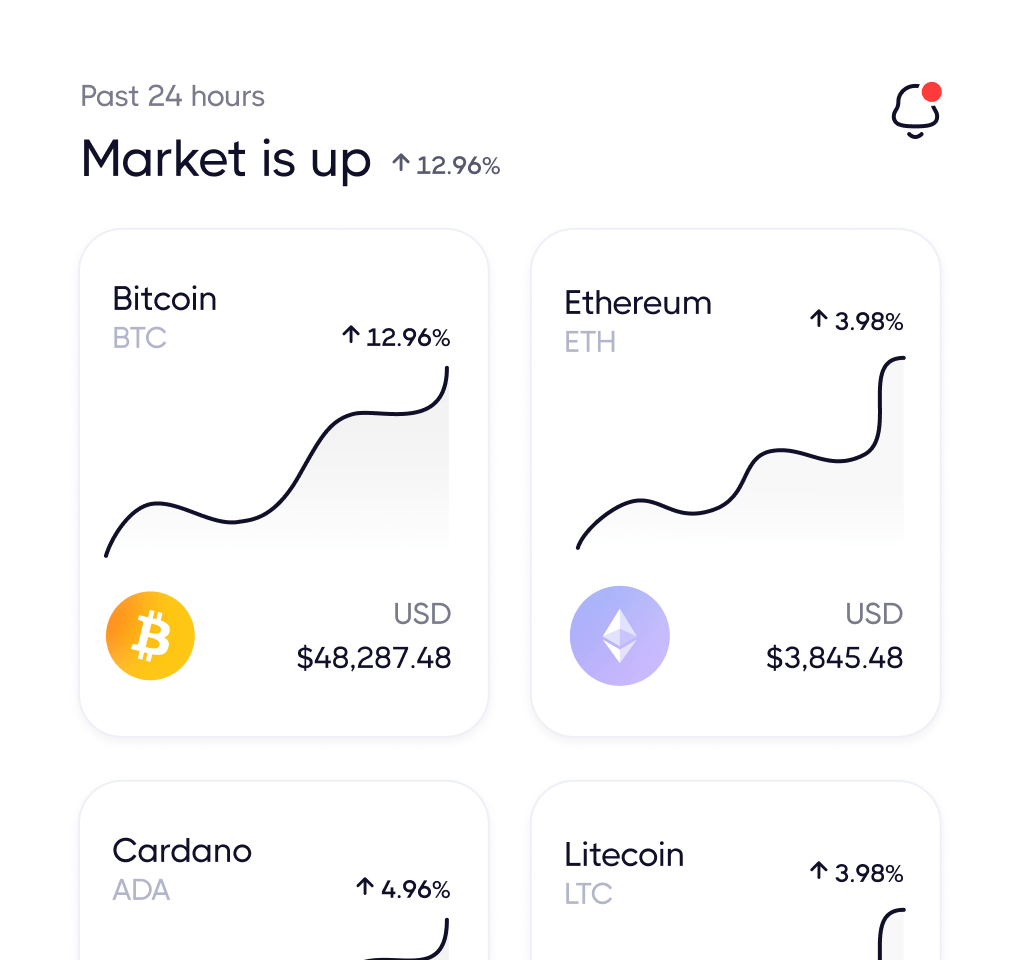 Past 24 hours
Market is up ↑ 12.96%
Bitcoin
BTC
↑ 12.96%
USD
$48,287.48
Ethereum
ETH
↑ 3.98%
USD
$3,845.48
Cardano
ADA
↑ 4.96%
Litecoin
LTC
↑ 3.98%